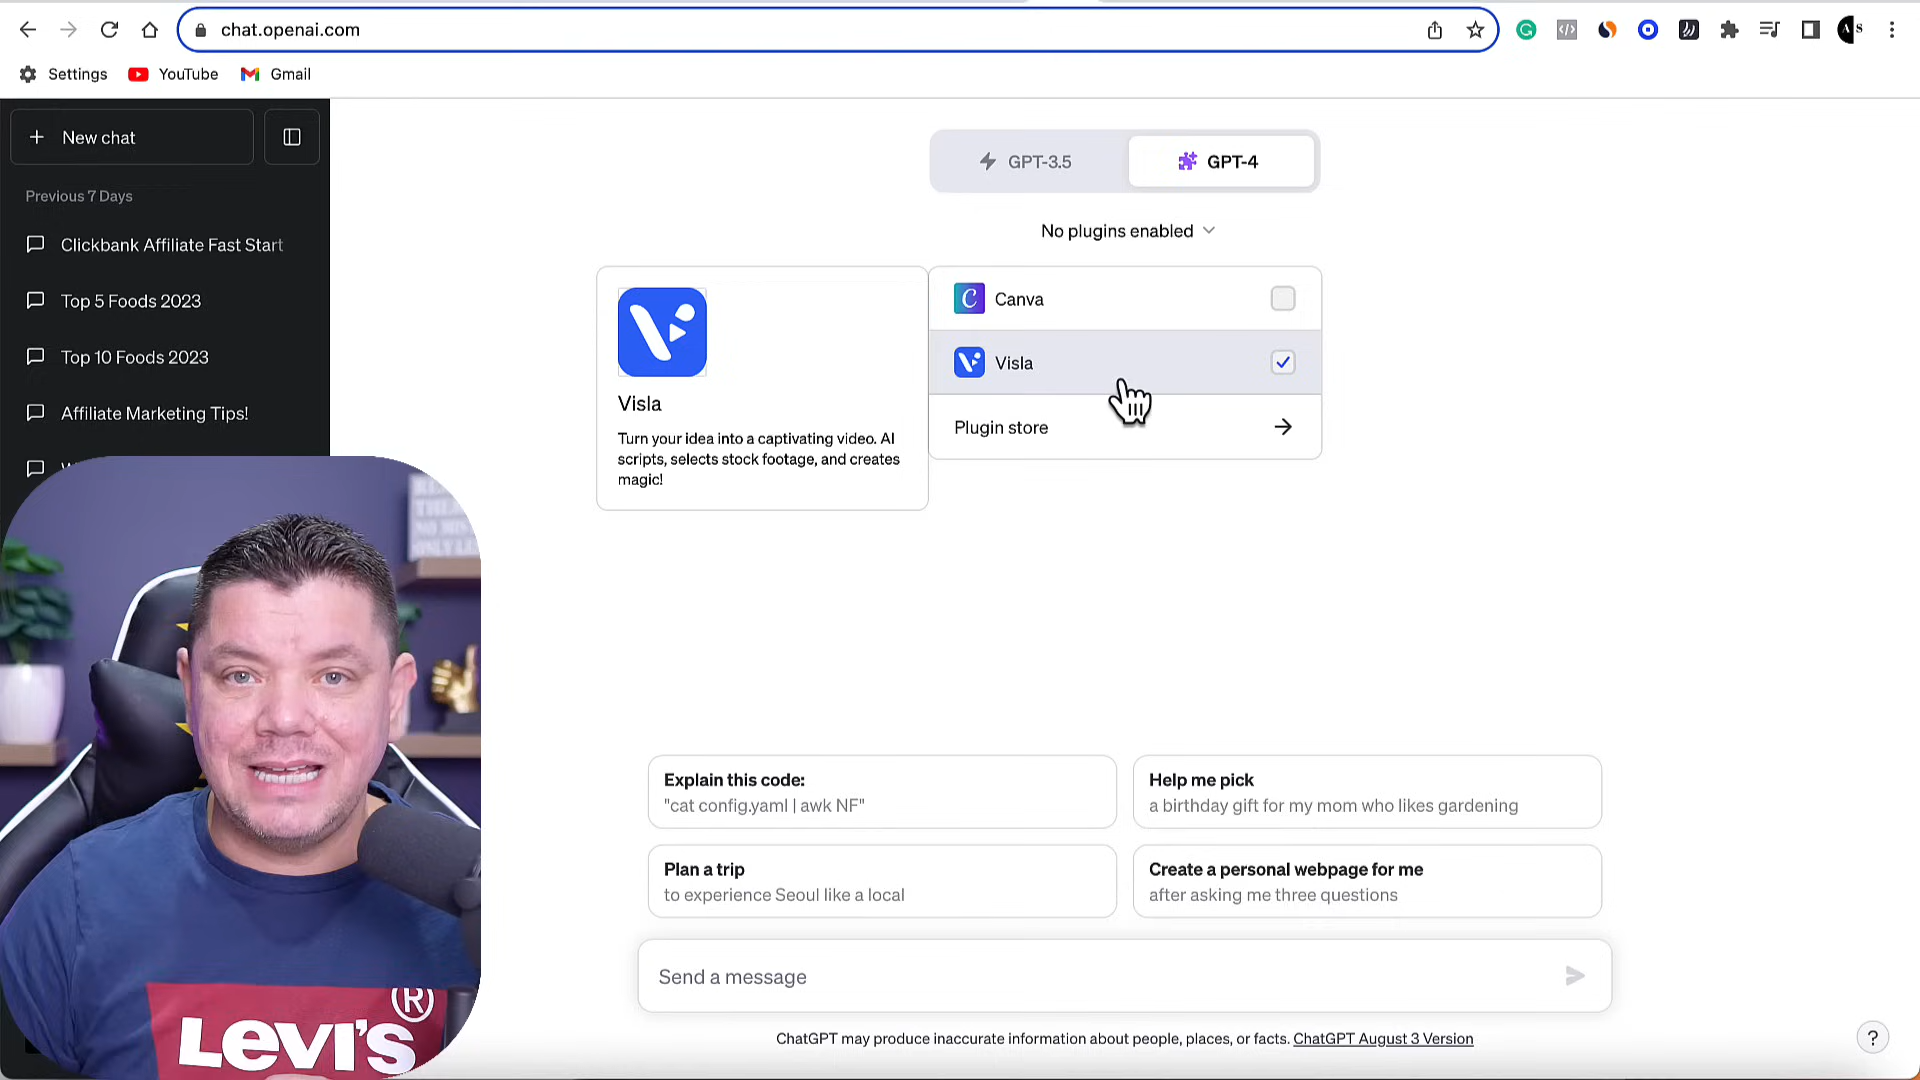 chat.openai.com
Settings
YouTube
Gmail
New chat
Previous 7 Days
Clickbank Affiliate Fast Start
Top 5 Foods 2023
Top 10 Foods 2023
Affiliate Marketing Tips!
GPT-3.5
GPT-4
No plugins enabled
Canva
Visla
Plugin store
Visla
Turn your idea into a captivating video. AI
scripts, selects stock footage, and creates
magic!
Explain this code:
"cat config.yaml | awk NF"
Help me pick
a birthday gift for my mom who likes gardening
Plan a trip
to experience Seoul like a local
Create a personal webpage for me
after asking me three questions
Send a message
ChatGPT may produce inaccurate information about people, places, or facts. ChatGPT August 3 Version
?
Levi's®